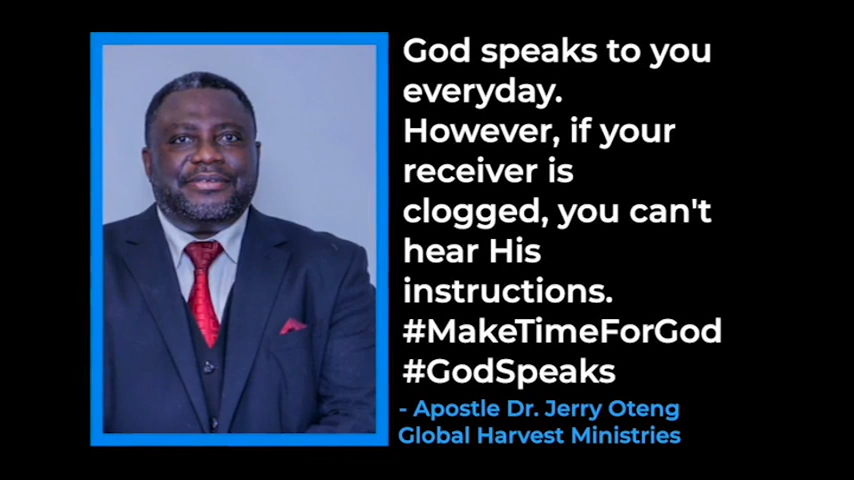 God speaks to you
everyday.
However, if your
receiver is
clogged, you can't
hear His
instructions.
#MakeTimeForGod
#GodSpeaks
- Apostle Dr. Jerry Oteng
Global Harvest Ministries